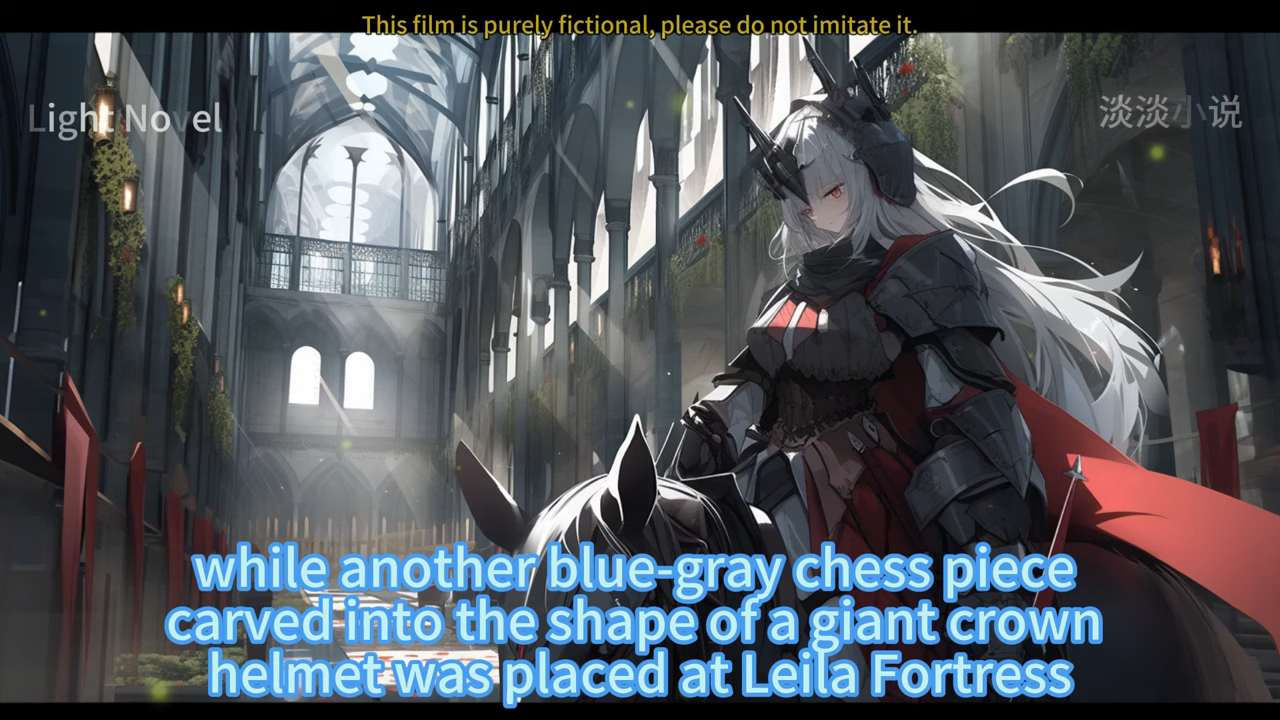 This film is purely fictional, please do not imitate it.
Light Novel
淡淡小说
while another blue-gray chess piece
carved into the shape of a giant crown
helmet was placed at Leila Fortress